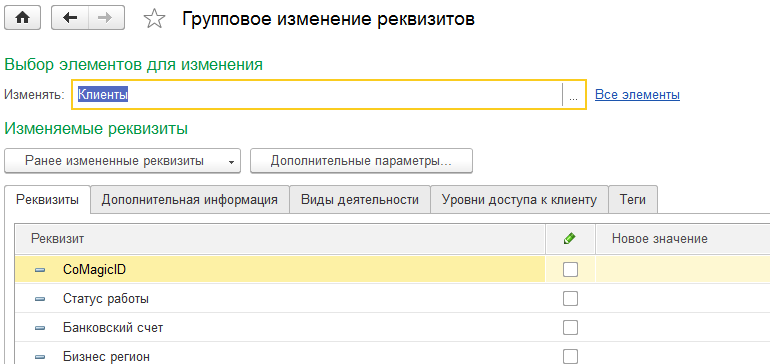 Групповое изменение реквизитов
Выбор элементов для изменения
Изменять: Клиенты ... Все элементы
Изменяемые реквизиты
Ранее измененные реквизиты Дополнительные параметры...
Реквизиты Дополнительная информация Виды деятельности Уровни доступа к клиенту Теги
Реквизит Новое значение
CoMagicID
Статус работы
Банковский счет
Бизнес регион